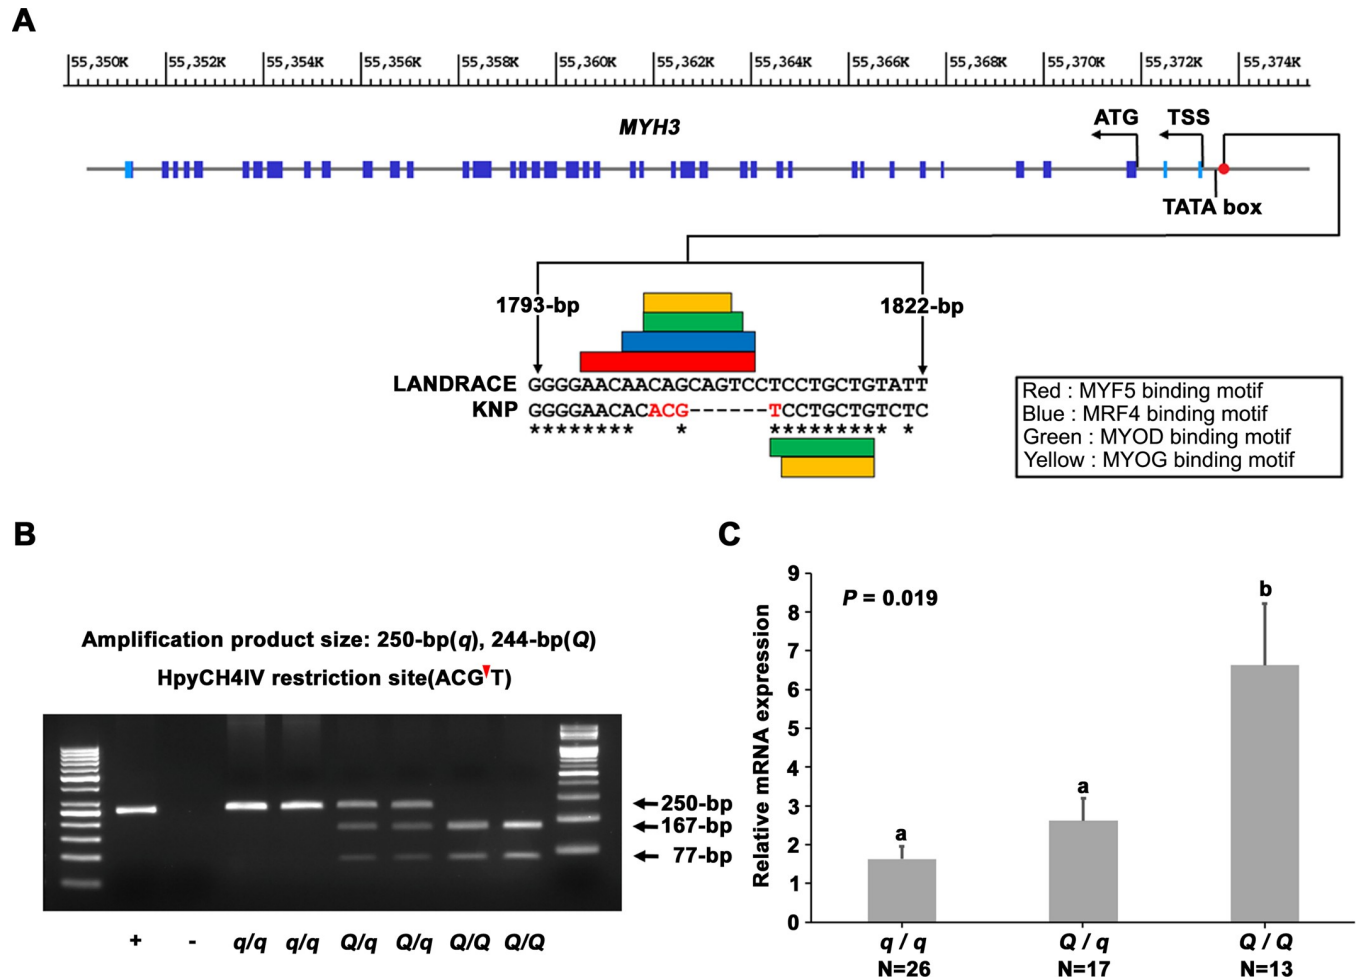 A
55,350K 55,352K 55,354K 55,356K 55,358K 55,360K 55,362K 55,364K 55,366K 55,368K 55,370K 55,372K 55,374K
MYH3
ATG TSS
TATA box
1793-bp 1822-bp
LANDRACE GGGGAACAACAGCAGTCCTCCTGCTGTATT
KNP GGGGAACACACG-------TCCTGCTGTCTC
******** * ********* *
Red : MYF5 binding motif
Blue : MRF4 binding motif
Green : MYOD binding motif
Yellow : MYOG binding motif
B
Amplification product size: 250-bp(q), 244-bp(Q)
HpyCH4IV restriction site(ACG T)
250-bp
167-bp
77-bp
+ - q/q q/q Q/q Q/q Q/Q Q/Q
C
Relative mRNA expression
9
8
7
6
5
4
3
2
1
0
P = 0.019
a
a
b
q / q Q / q Q / Q
N=26 N=17 N=13